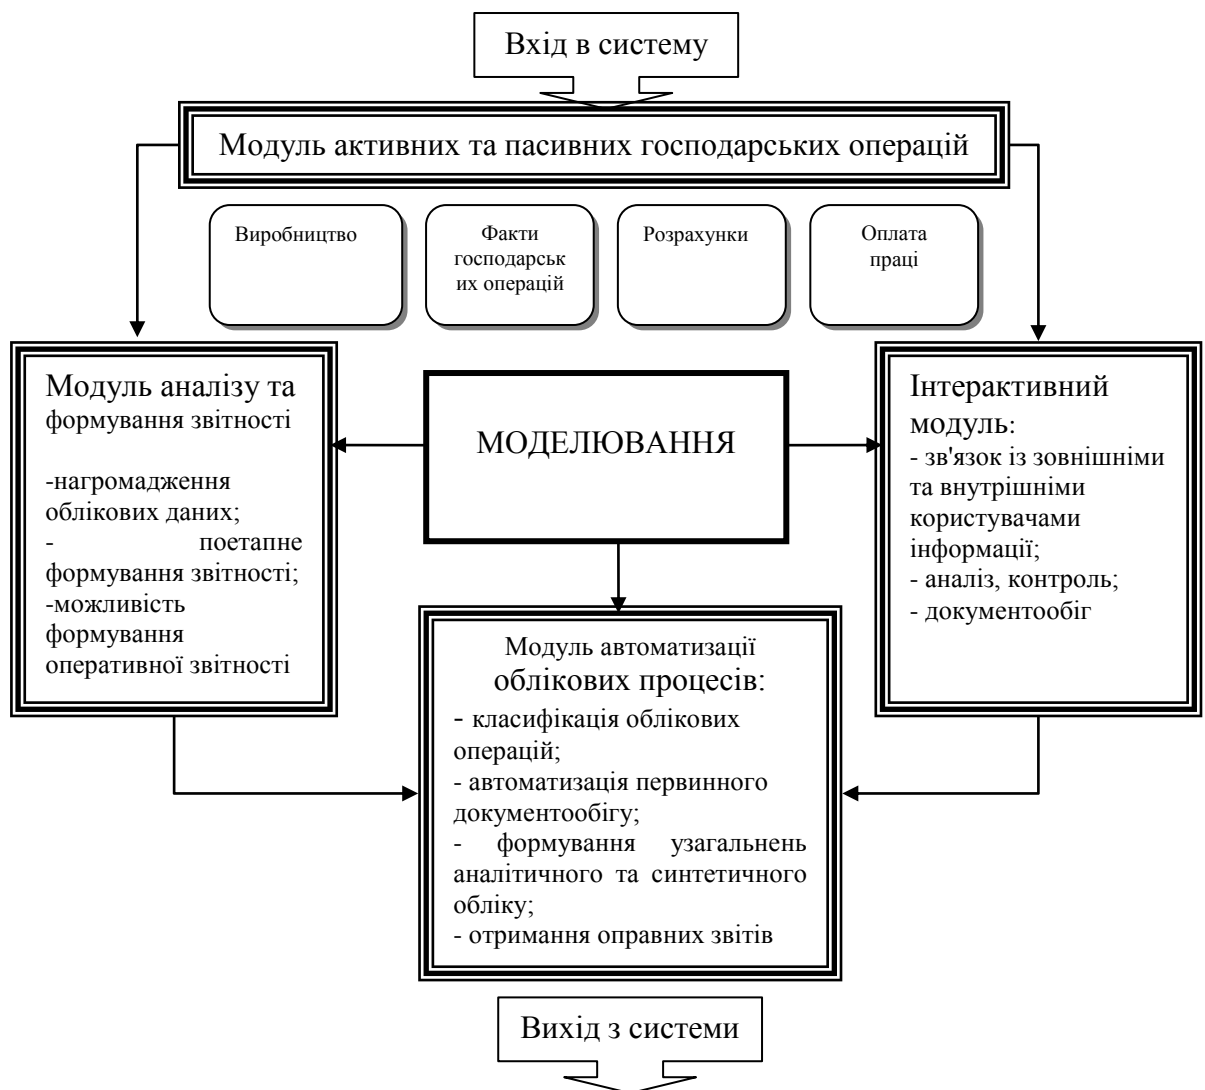 Вхід в систему
Модуль активних та пасивних господарських операцій
Виробництво
Факти
господарськ
их операцій
Розрахунки
Оплата
праці
Модуль аналізу та
формування звітності
-нагромадження
облікових даних;
- поетапне
формування звітності;
-можливість
формування
оперативної звітності
МОДЕЛЮВАННЯ
Інтерактивний
модуль:
- зв'язок із зовнішніми
та внутрішніми
користувачами
інформації;
- аналіз, контроль;
- документообіг
Модуль автоматизації
облікових процесів:
- класифікація облікових
операцій;
- автоматизація первинного
документообігу;
- формування узагальнень
аналітичного та синтетичного
обліку;
- отримання оправних звітів
Вихід з системи